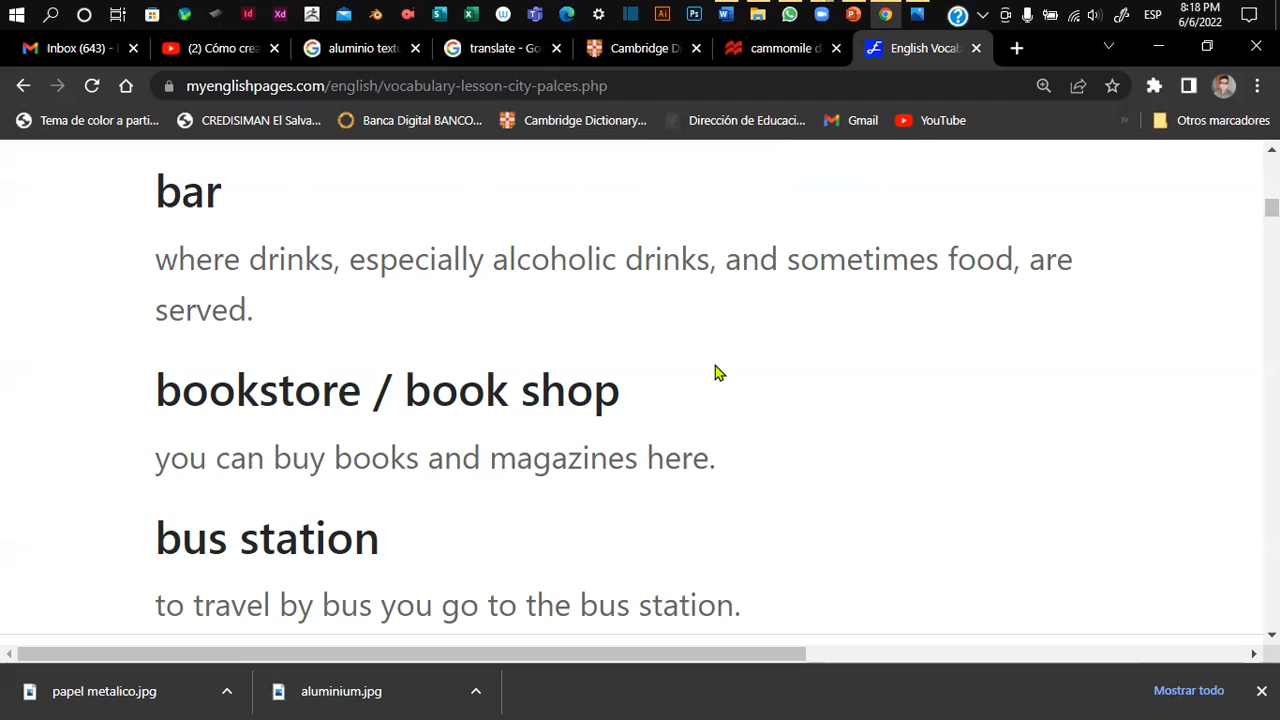 ESP
8:18 PM
6/6/2022
Inbox (643) -
(2) Cómo crea
aluminio textu
translate - Go
Cambridge D
cammomile d
English Vocab
myenglishpages.com/english/vocabulary-lesson-city-palces.php
Tema de color a parti...
CREDISIMAN El Salva...
Banca Digital BANCO...
Cambridge Dictionary...
Dirección de Educaci...
Gmail
YouTube
»
Otros marcadores
bar
where drinks, especially alcoholic drinks, and sometimes food, are
served.
bookstore / book shop
you can buy books and magazines here.
bus station
to travel by bus you go to the bus station.
papel metalico.jpg
aluminium.jpg
Mostrar todo